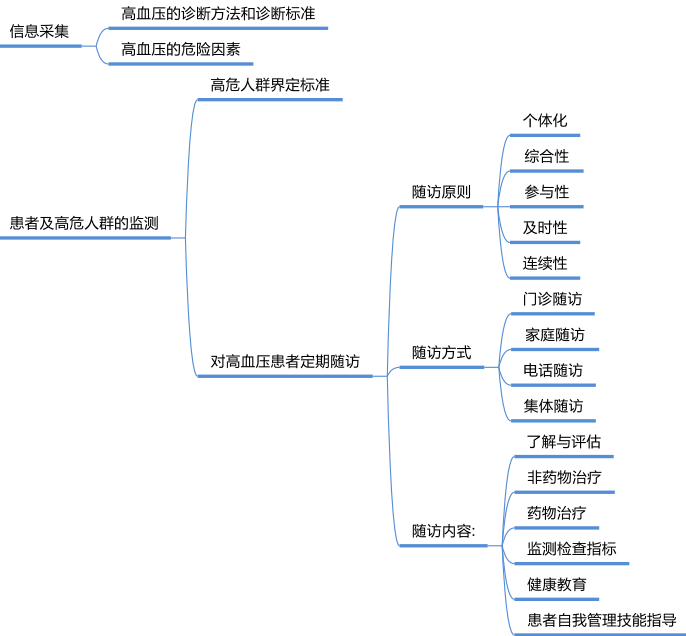 信息采集
高血压的诊断方法和诊断标准
高血压的危险因素
患者及高危人群的监测
高危人群界定标准
对高血压患者定期随访
随访原则
个体化
综合性
参与性
及时性
连续性
随访方式
门诊随访
家庭随访
电话随访
集体随访
随访内容:
了解与评估
非药物治疗
药物治疗
监测检查指标
健康教育
患者自我管理技能指导